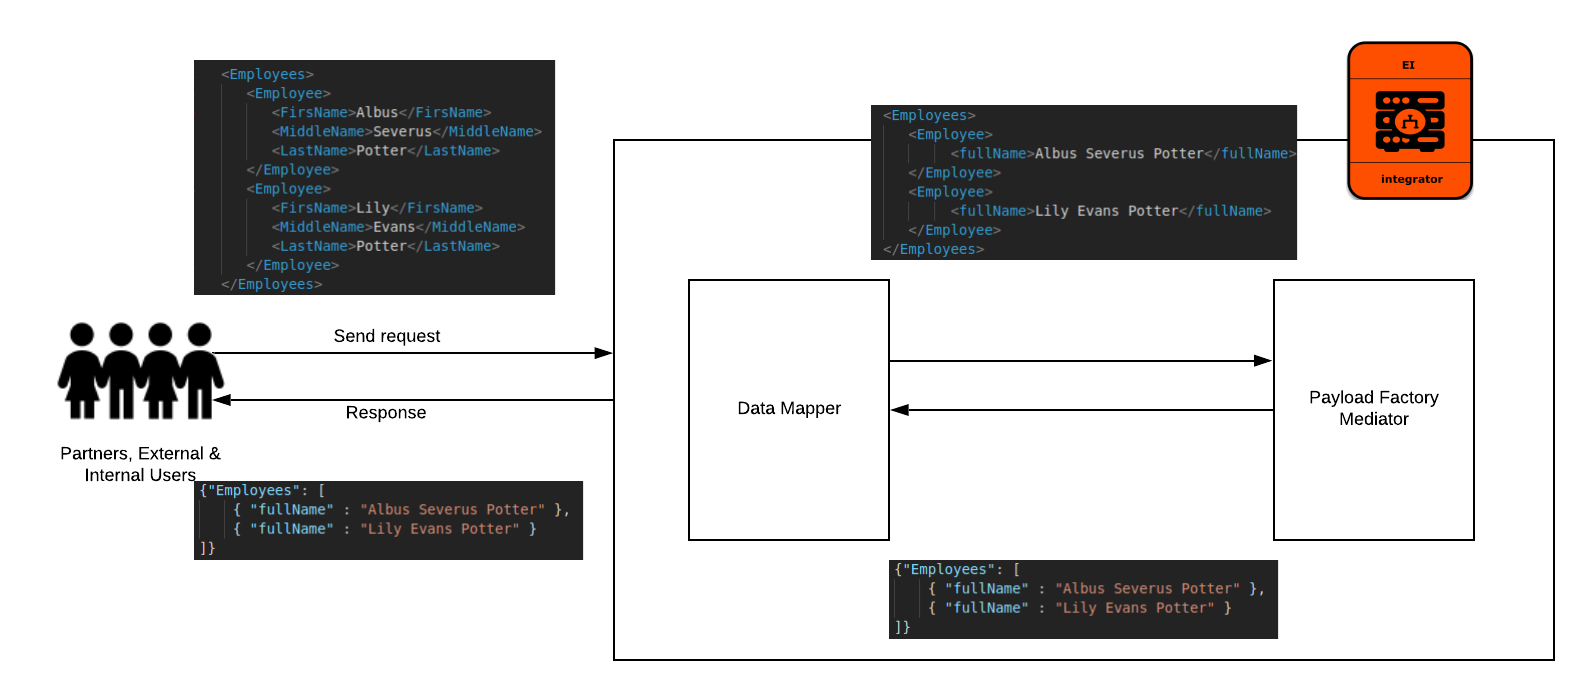 <Employees>
<Employee>
<FirsName>Albus</FirsName>
<MiddleName>Severus</MiddleName>
<LastName>Potter</LastName>
</Employee>
<Employee>
<FirsName>Lily</FirsName>
<MiddleName>Evans</MiddleName>
<LastName>Potter</LastName>
</Employee>
</Employees>
<Employees>
<Employee>
<fullName>Albus Severus Potter</fullName>
</Employee>
<Employee>
<fullName>Lily Evans Potter</fullName>
</Employee>
</Employees>
EI
integrator
Send request
Response
Partners, External &
Internal Users
Data Mapper
Payload Factory
Mediator
{"Employees": [
{ "fullName" : "Albus Severus Potter" },
{ "fullName" : "Lily Evans Potter" }
]}
{"Employees": [
{ "fullName" : "Albus Severus Potter" },
{ "fullName" : "Lily Evans Potter" }
]}